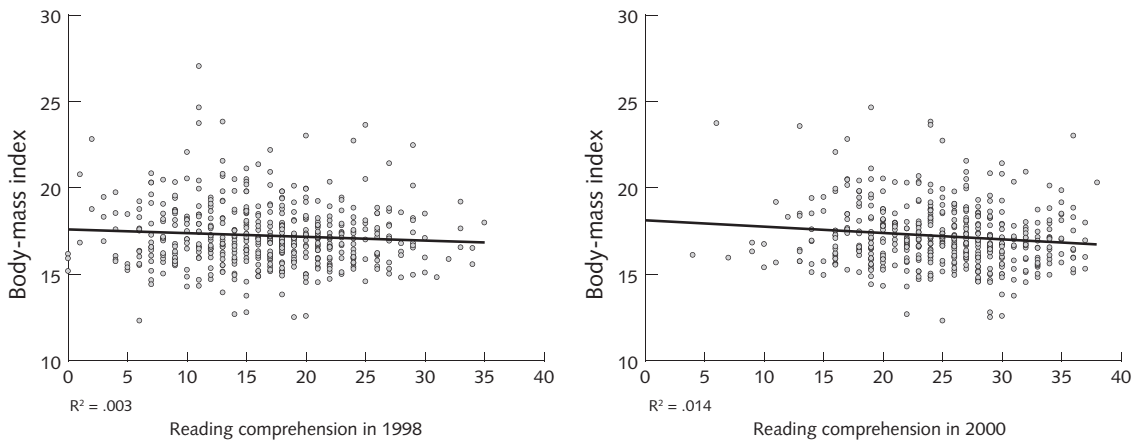 30
25
20
15
10
Body-mass index
0 5 10 15 20 25 30 35 40
R² = .003
Reading comprehension in 1998
30
25
20
15
10
Body-mass index
0 5 10 15 20 25 30 35 40
R² = .014
Reading comprehension in 2000